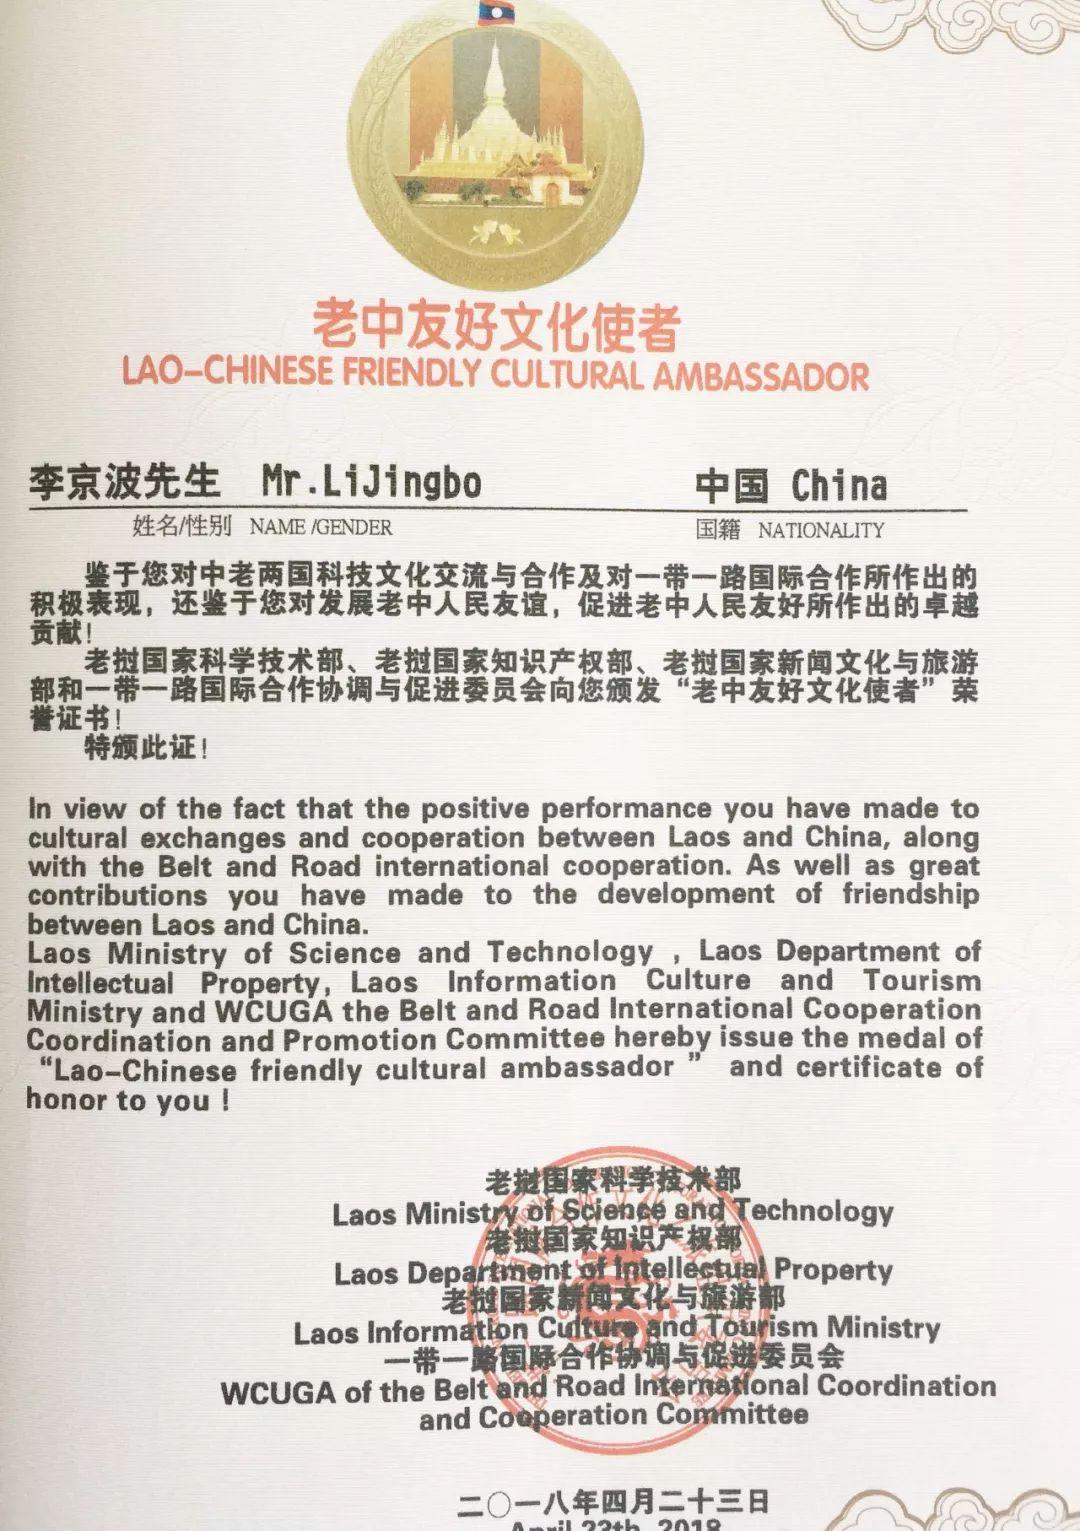 老中友好文化使者
LAO-CHINESE FRIENDLY CULTURAL AMBASSADOR
李京波先生 Mr.LiJingbo 中国 China
姓名/性别 NAME /GENDER 国籍 NATIONALITY
鉴于您对中老两国科技文化交流与合作及对一带一路国际合作所作出的
积极表现，还鉴于您对发展老中人民友谊，促进老中人民友好所作出的卓越
贡献！
老挝国家科学技术部、老挝国家知识产权部、老挝国家新闻文化与旅游
部和一带一路国际合作协调与促进委员会向您颁发“老中友好文化使者”荣
誉证书！
特颁此证！
In view of the fact that the positive performance you have made to
cultural exchanges and cooperation between Laos and China, along
with the Belt and Road international cooperation. As well as great
contributions you have made to the development of friendship
between Laos and China.
Laos Ministry of Science and Technology , Laos Department of
Intellectual Property, Laos Information Culture and Tourism
Ministry and WCUGA the Belt and Road International Cooperation
Coordination and Promotion Committee hereby issue the medal of
“Lao-Chinese friendly cultural ambassador ” and certificate of
honor to you !
老挝国家科学技术部
Laos Ministry of Science and Technology
老挝国家知识产权部
Laos Department of Intellectual Property
老挝国家新闻文化与旅游部
Laos Information Culture and Tourism Ministry
一带一路国际合作协调与促进委员会
WCUGA of the Belt and Road International Coordination
and Cooperation Committee
二〇一八年四月二十三日
April 23th, 2018